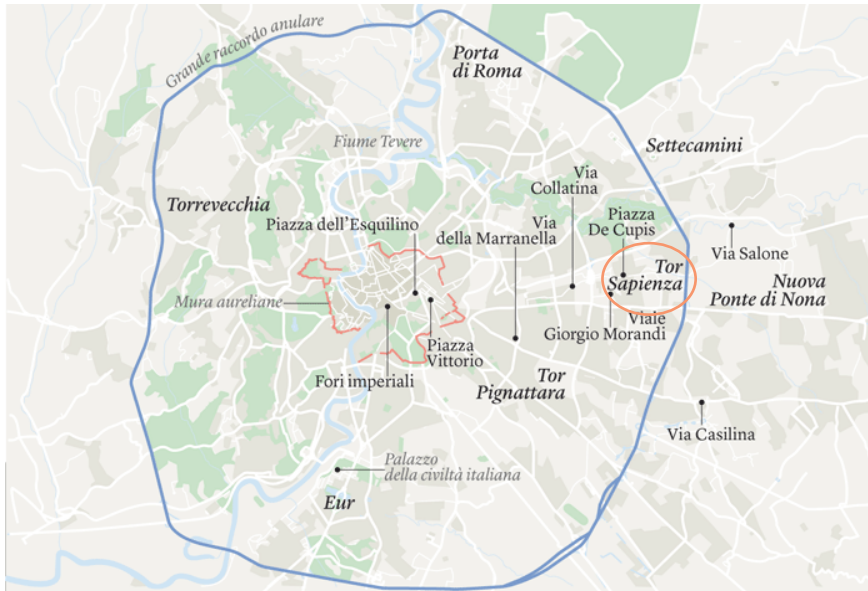 Grande raccordo anulare
Porta
di Roma
Fiume Tevere
Settecamini
Via
Collatina
Torrevecchia
Piazza dell'Esquilino
Via
della Marranella
Piazza
De Cupis
Via Salone
Tor
Sapienza
Nuova
Ponte di Nona
Mura aureliane
Viale
Giorgio Morandi
Piazza
Vittorio
Fori imperiali
Tor
Pignattara
Via Casilina
Palazzo
della civiltà italiana
Eur